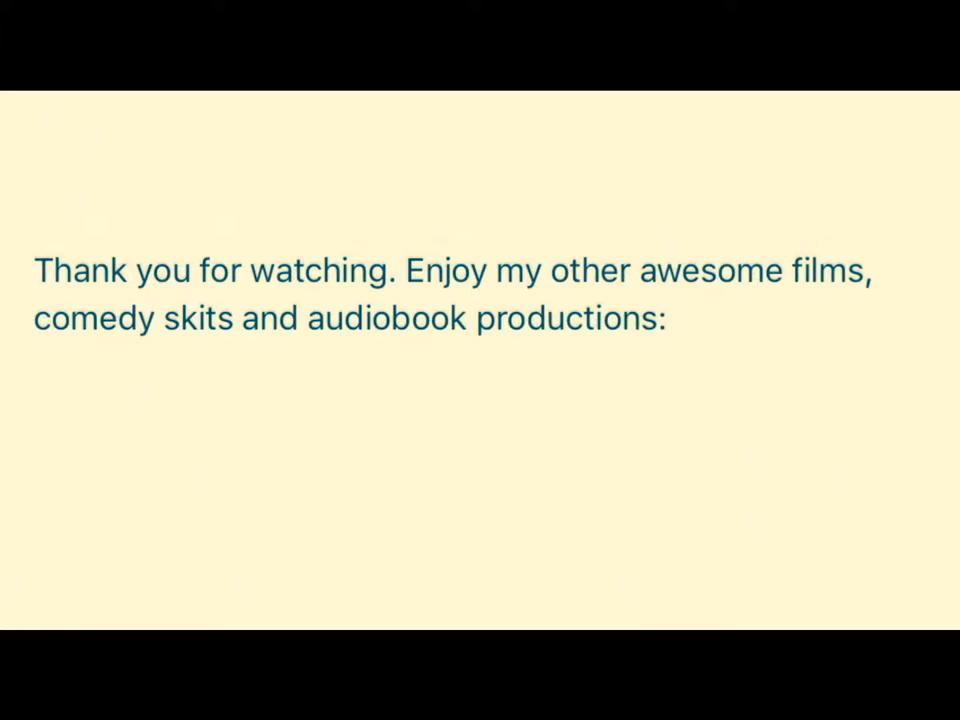 Thank you for watching. Enjoy my other awesome films,
comedy skits and audiobook productions: